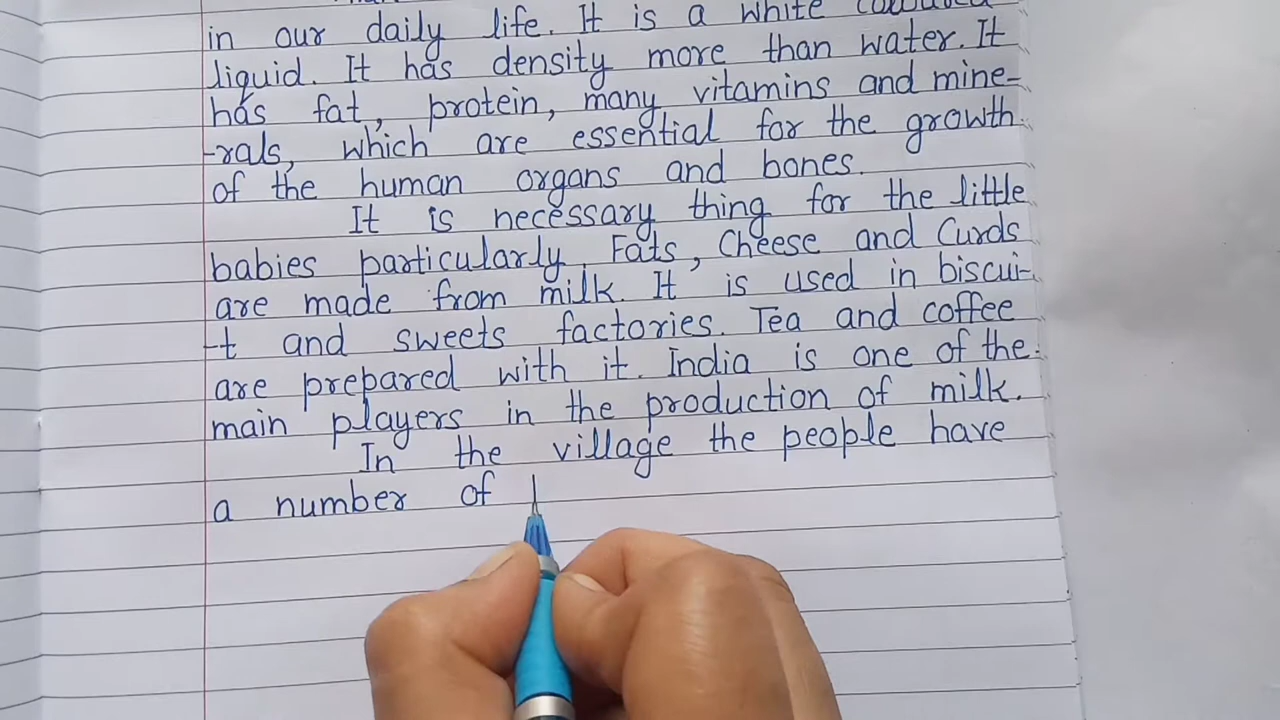 in our daily life. It is a white
liquid. It has density more than water. It
has fat, protein, many vitamins and mine-
-rals, which are essential for the growth
of the human organs and bones.
It is necessary thing for the little
babies particularly. Fats, Cheese and Curds
are made from milk. It is used in biscui-
-t and sweets factories. Tea and coffee
are prepared with it. India is one of the
main players in the production of milk.
In the village the people have
a number of